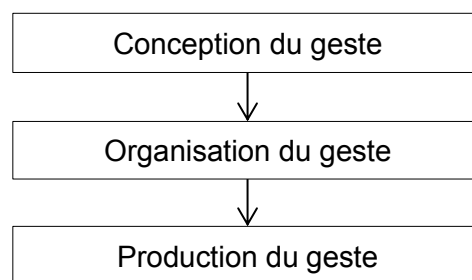 Conception du geste
Organisation du geste
Production du geste